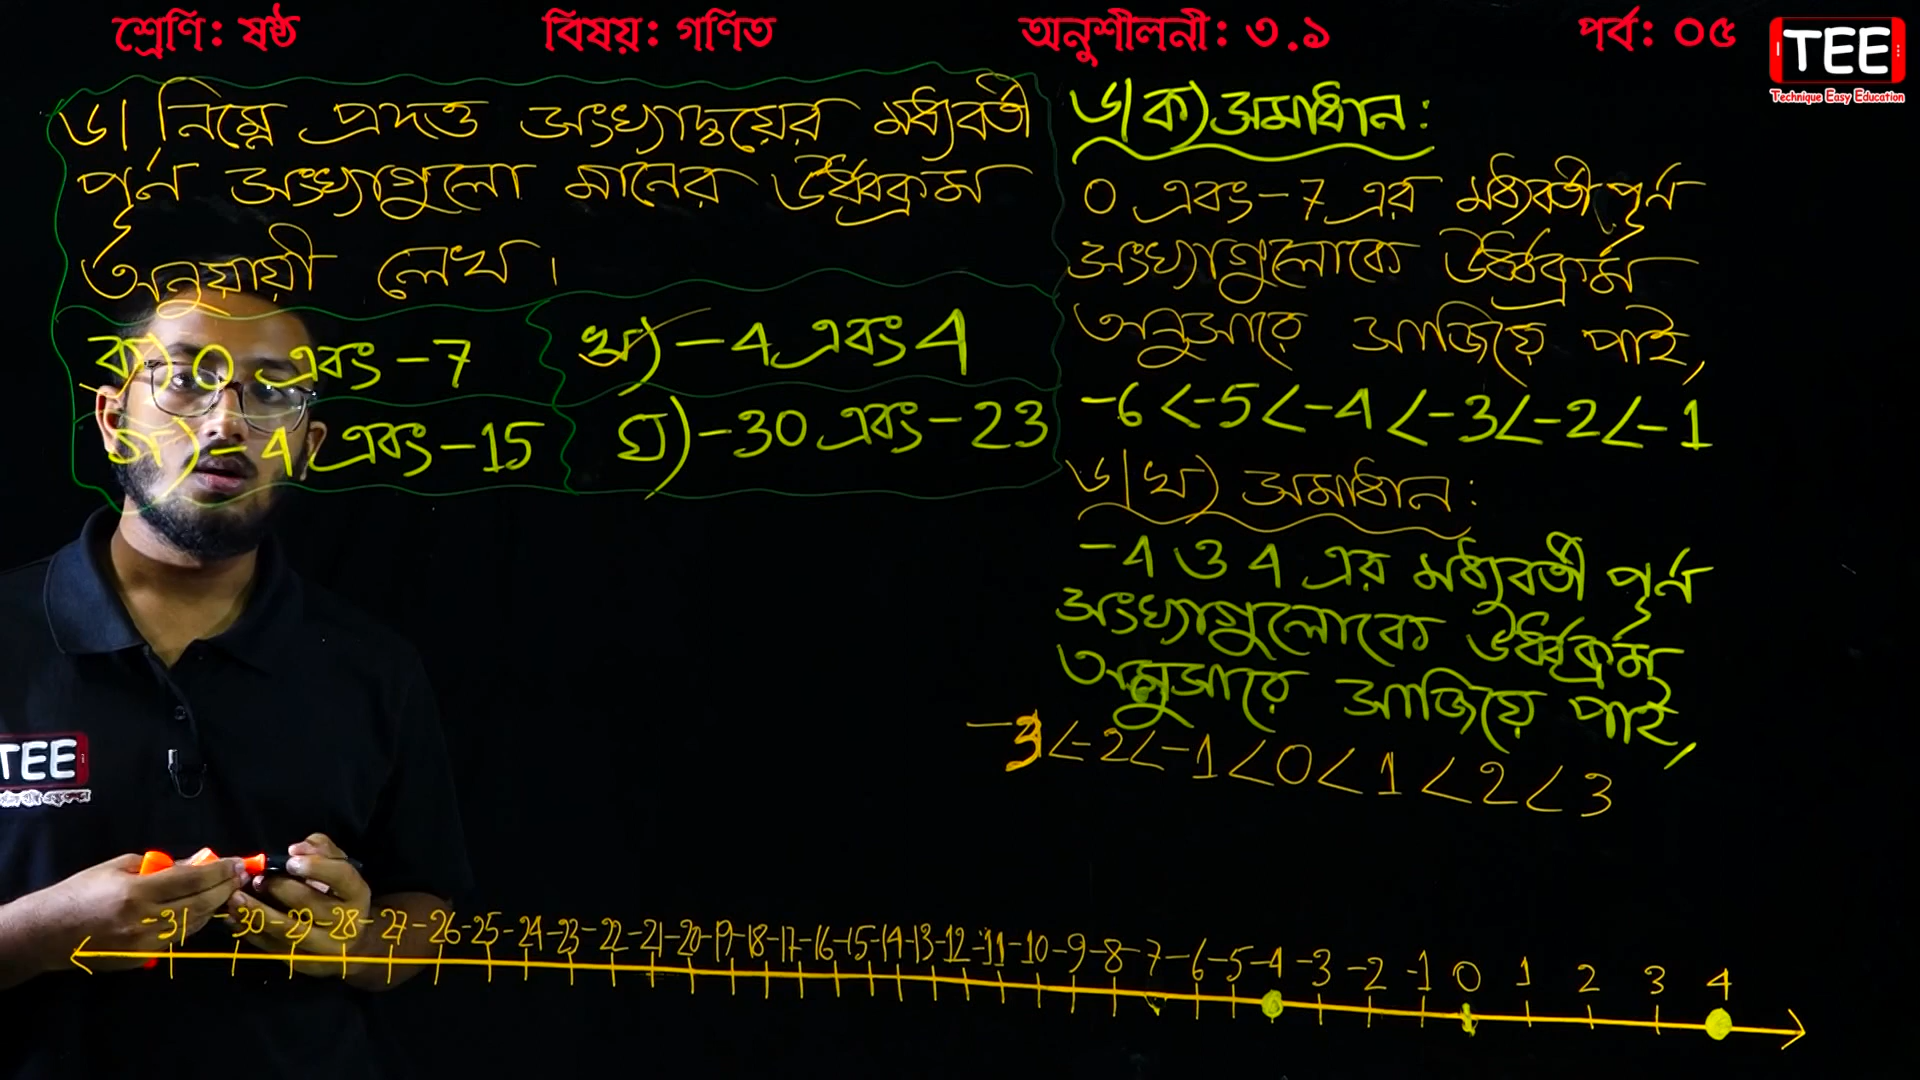 শ্রেণি: ষষ্ঠ
বিষয়: গণিত
অনুশীলনী: ৩.১
পর্ব: ০৫
TEE
Technique Easy Education
৬। নিম্নে প্রদত্ত সংখ্যাদ্বয়ের মধ্যবর্তী
পূর্ণ সংখ্যাগুলো মানের উর্ধ্বক্রম
অনুযায়ী লেখ।
ক) 0 এবং -7
খ) -4 এবং 4
গ) -4 এবং -15
ঘ) -30 এবং -23
৬।ক) সমাধান:
0 এবং -7 এর মধ্যবর্তী পূর্ণ
সংখ্যাগুলোকে উর্ধ্বক্রম
অনুসারে সাজিয়ে পাই,
-6<-5<-4<-3<-2<-1
৬।খ) সমাধান:
-4 ও 4 এর মধ্যবর্তী পূর্ণ
সংখ্যাগুলোকে উর্ধ্বক্রম
অনুসারে সাজিয়ে পাই,
-3<-2<-1<0<1<2<3
TEE
-31 -30 -29 -28 -27 -26 -25 -24 -23 -22 -21 -20 -19 -18 -17 -16 -15 -14 -13 -12 -11 -10 -9 -8 -7 -6 -5 -4 -3 -2 -1 0 1 2 3 4